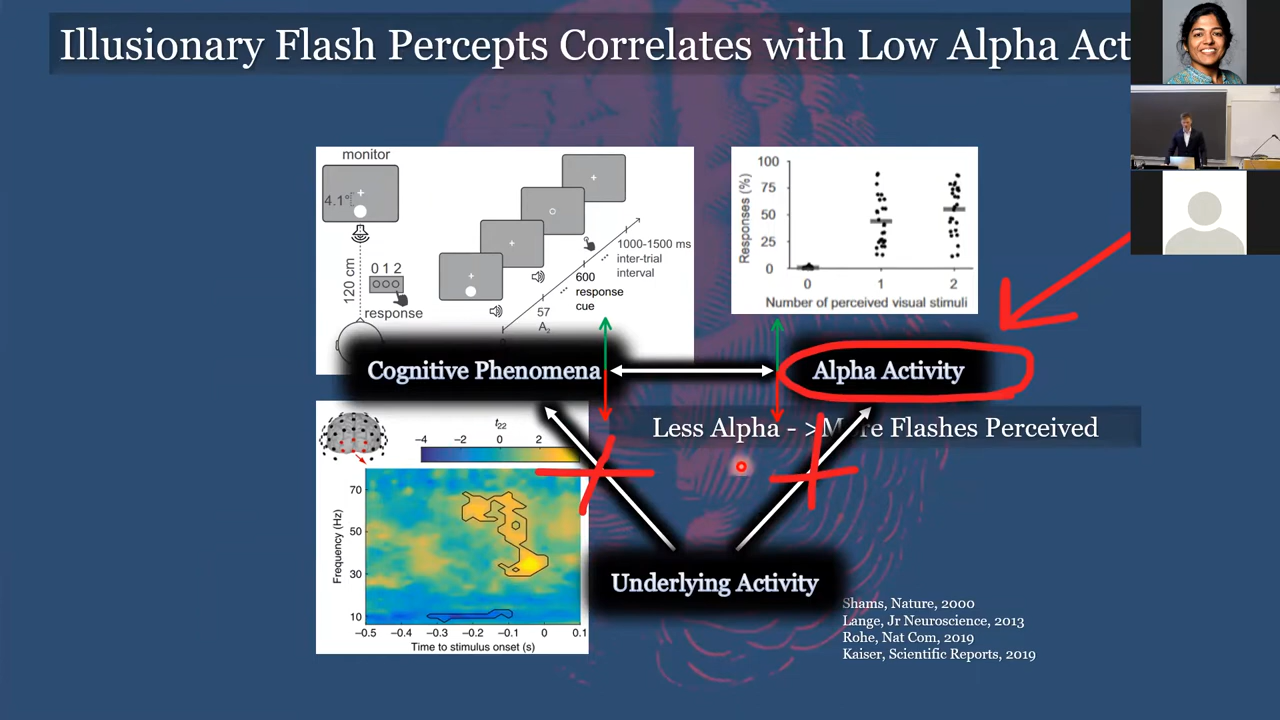 Illusionary Flash Percepts Correlates with Low Alpha Act
monitor
4.1°
120 cm
0 1 2
response
1000-1500 ms
inter-trial
interval
600
response
cue
57
A2
Responses (%)
100
75
50
25
0
0 1 2
Number of perceived visual stimuli
Cognitive Phenomena
Alpha Activity
Less Alpha - > More Flashes Perceived
t22
−4 −2 0 2
Frequency (Hz)
70
50
30
10
−0.5 −0.4 −0.3 −0.2 −0.1 0 0.1
Time to stimulus onset (s)
Underlying Activity
Shams, Nature, 2000
Lange, Jr Neuroscience, 2013
Rohe, Nat Com, 2019
Kaiser, Scientific Reports, 2019